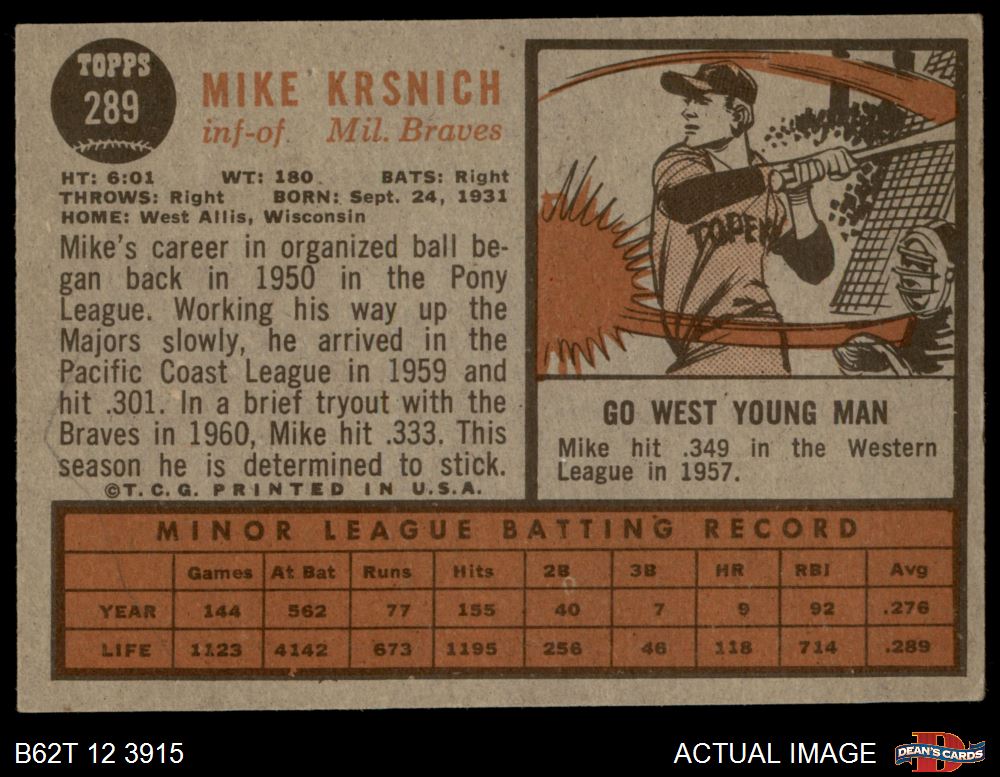 TOPPS
289
MIKE KRSNICH
inf-of Mil. Braves
HT: 6:01 WT: 180 BATS: Right
THROWS: Right BORN: Sept. 24, 1931
HOME: West Allis, Wisconsin
Mike's career in organized ball be-
gan back in 1950 in the Pony
League. Working his way up the
Majors slowly, he arrived in the
Pacific Coast League in 1959 and
hit .301. In a brief tryout with the
Braves in 1960, Mike hit .333. This
season he is determined to stick.
©T.C.G. PRINTED IN U.S.A.
GO WEST YOUNG MAN
Mike hit .349 in the Western
League in 1957.
MINOR LEAGUE BATTING RECORD
Games At Bat Runs Hits 2B 3B HR RBI Avg
YEAR 144 562 77 155 40 7 9 92 .276
LIFE 1123 4142 673 1195 256 46 118 714 .289
B62T 12 3915
ACTUAL IMAGE
DEAN'S CARDS